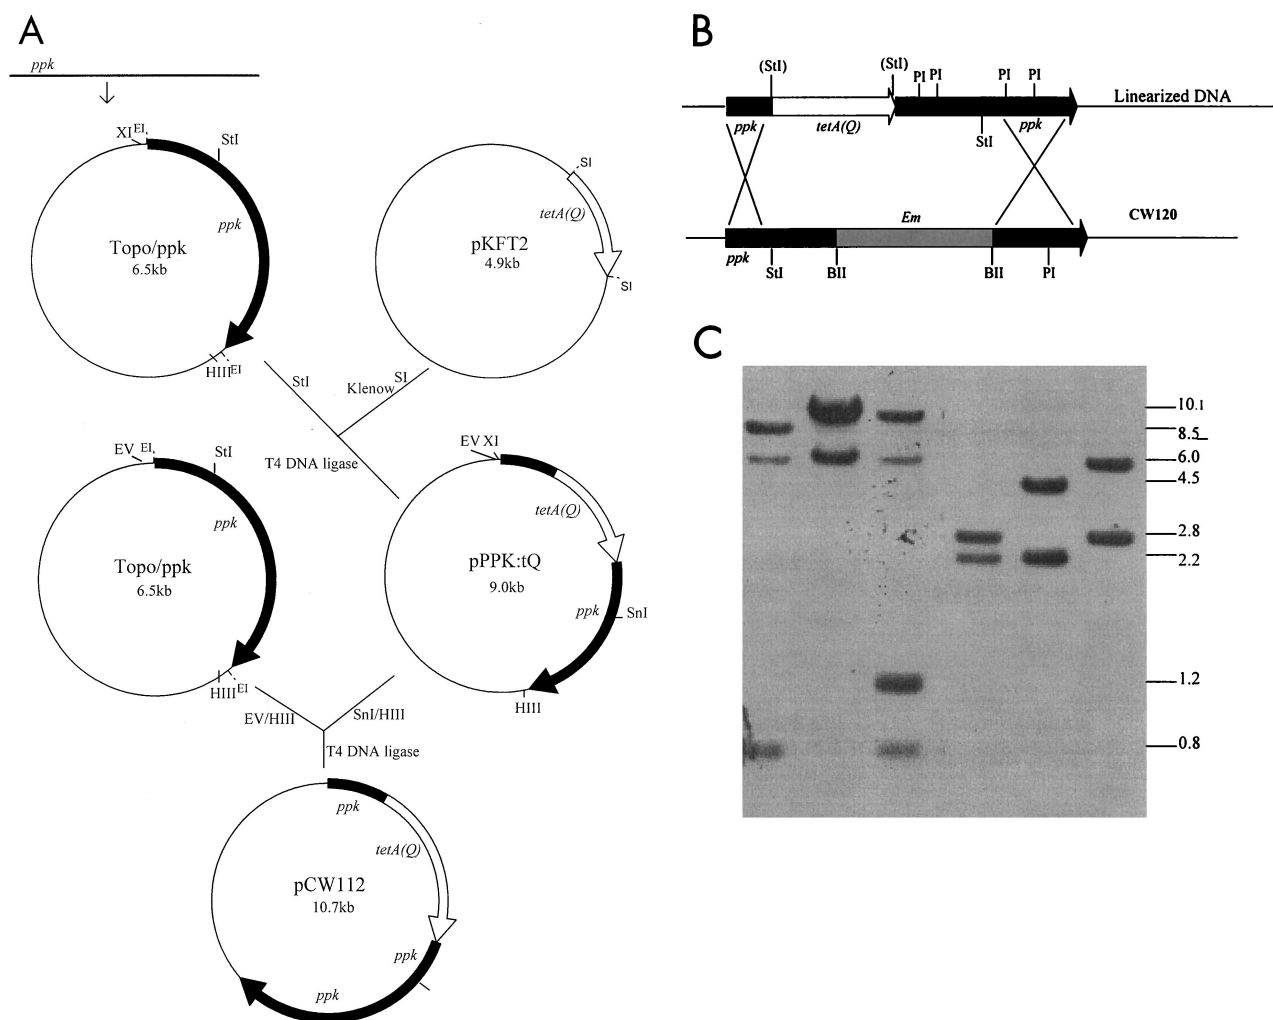 A
ppk
XI EI
StI
ppk
Topo/ppk
6.5kb
HIII EI
SI
tetA(Q)
pKFT2
4.9kb
SI
StI
SI
Klenow
T4 DNA ligase
EV EI
StI
ppk
Topo/ppk
6.5kb
HIII EI
EV XI
tetA(Q)
pPPK:tQ
9.0kb
ppk
SnI
HIII
EV/HIII
SnI/HIII
T4 DNA ligase
ppk
tetA(Q)
pCW112
10.7kb
ppk
ppk
B
(StI) (StI) PI PI PI PI
Linearized DNA
ppk tetA(Q) StI ppk
Em
CW120
ppk StI BII BII PI
C
10.1
8.5
6.0
4.5
2.8
2.2
1.2
0.8